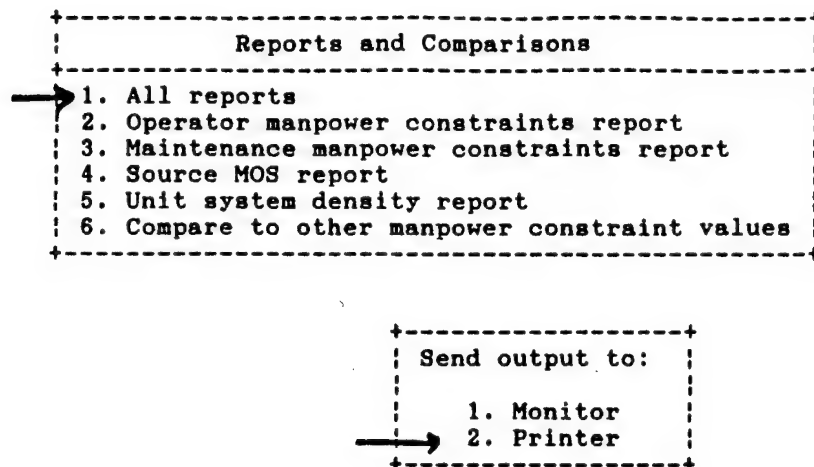 Reports and Comparisons
1. All reports
2. Operator manpower constraints report
3. Maintenance manpower constraints report
4. Source MOS report
5. Unit system density report
6. Compare to other manpower constraint values
Send output to:
1. Monitor
2. Printer